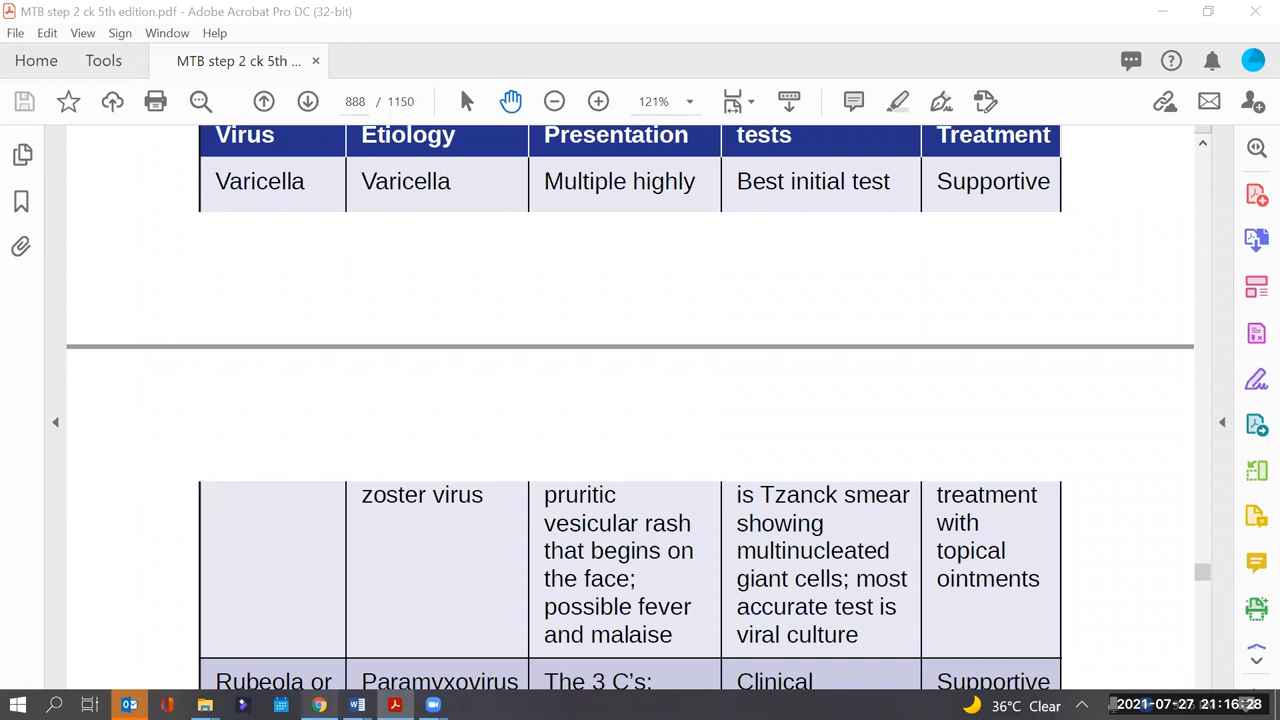 MTB step 2 ck 5th edition.pdf - Adobe Acrobat Pro DC (32-bit)
File Edit View Sign Window Help
Home Tools MTB step 2 ck 5th ... ×
888 / 1150 121%
Virus Etiology Presentation tests Treatment
Varicella Varicella Multiple highly Best initial test Supportive
zoster virus pruritic is Tzanck smear treatment
vesicular rash showing with
that begins on multinucleated topical
the face; giant cells; most ointments
possible fever accurate test is
and malaise viral culture
Rubeola or Paramyxovirus The 3 C's: Clinical Supportive
36°C Clear 2021-07-27 21:16:28